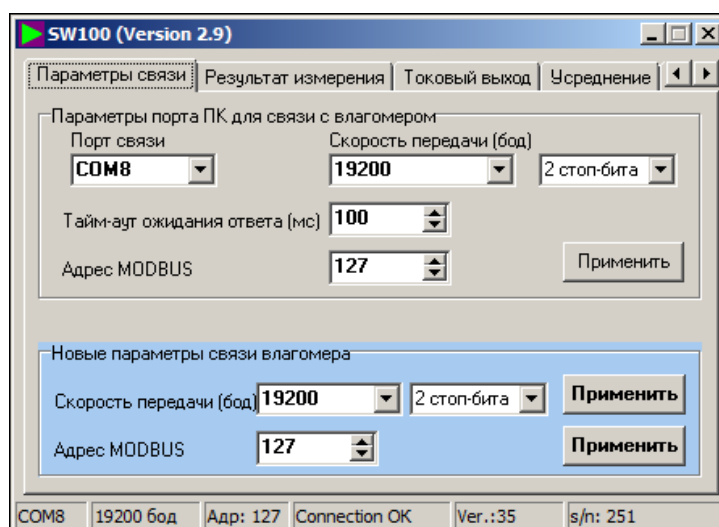 SW100 (Version 2.9)
Параметры связи Результат измерения Токовый выход Усреднение
Параметры порта ПК для связи с влагомером
Порт связи Скорость передачи (бод)
COM8 19200 2 стоп-бита
Тайм-аут ожидания ответа (мс) 100
Адрес MODBUS 127 Применить
Новые параметры связи влагомера
Скорость передачи (бод) 19200 2 стоп-бита Применить
Адрес MODBUS 127 Применить
COM8 19200 бод Адр: 127 Connection OK Ver.:35 s/n: 251